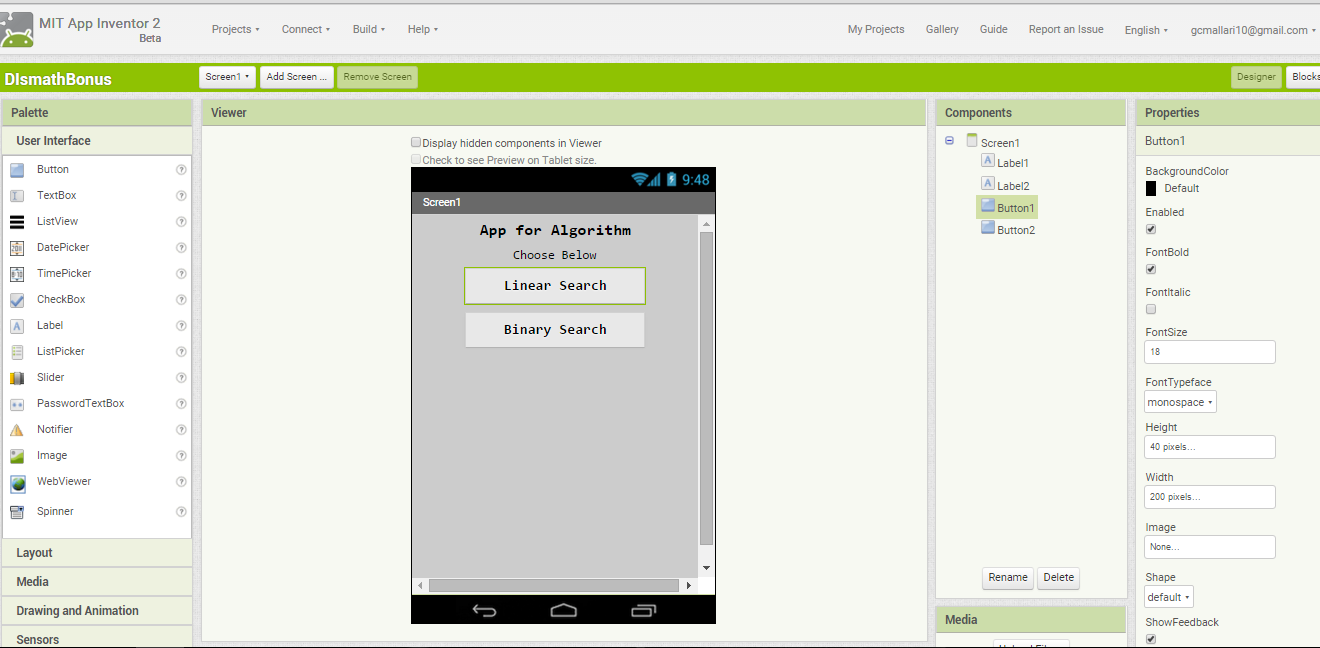 MIT App Inventor 2
Beta
Projects Connect Build Help
My Projects Gallery Guide Report an Issue English gcmallari10@gmail.com
DIsmathBonus
Screen1 Add Screen ... Remove Screen
Designer Blocks
Palette
User Interface
Button ?
TextBox ?
ListView ?
DatePicker ?
TimePicker ?
CheckBox ?
Label ?
ListPicker ?
Slider ?
PasswordTextBox ?
Notifier ?
Image ?
WebViewer ?
Spinner ?
Layout
Media
Drawing and Animation
Sensors
Viewer
Display hidden components in Viewer
Check to see Preview on Tablet size.
9:48
Screen1
App for Algorithm
Choose Below
Linear Search
Binary Search
Components
Screen1
A Label1
A Label2
Button1
Button2
Rename Delete
Media
Properties
Button1
BackgroundColor
Default
Enabled
FontBold
FontItalic
FontSize
18
FontTypeface
monospace
Height
40 pixels...
Width
200 pixels...
Image
None...
Shape
default
ShowFeedback